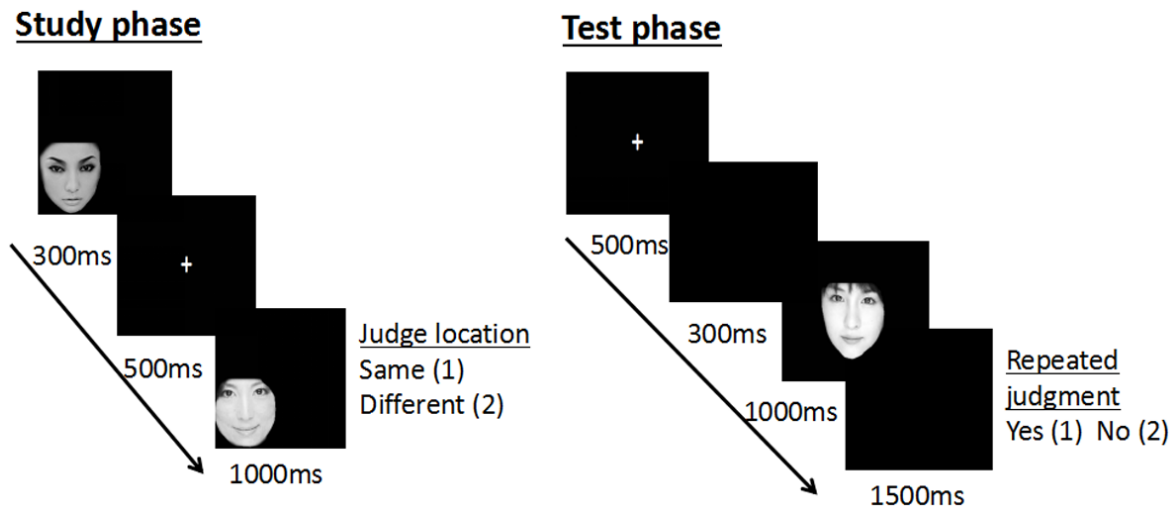 Study phase
300ms
500ms
1000ms
Judge location
Same (1)
Different (2)
Test phase
500ms
300ms
1000ms
1500ms
Repeated
judgment
Yes (1) No (2)